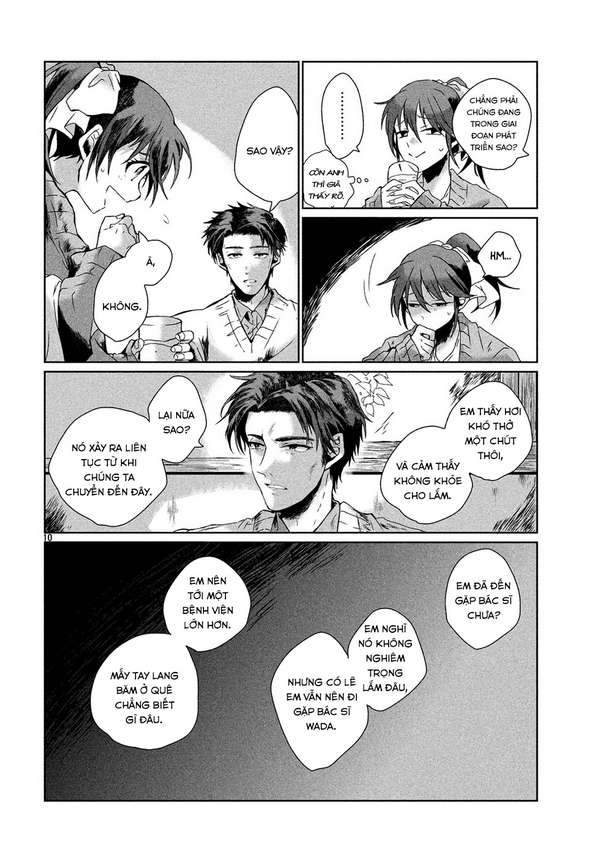 CHẲNG PHẢI
CHÚNG ĐANG
TRONG GIAI
ĐOẠN PHÁT
TRIỂN SAO?
.........
CÒN ANH
THÌ GIÀ
THẤY RÕ.
HM...
SAO VẬY?
À,
KHÔNG.
EM THẤY HƠI
KHÓ THỞ
MỘT CHÚT
THÔI,
VÀ CẢM THẤY
KHÔNG KHỎE
CHO LẮM.
LẠI NỮA
SAO?
NÓ XẢY RA LIÊN
TỤC TỪ KHI
CHÚNG TA
CHUYỂN ĐẾN ĐÂY.
10
EM ĐÃ ĐẾN
GẶP BÁC SĨ
CHƯA?
EM NGHĨ
NÓ KHÔNG
NGHIÊM
TRỌNG
LẮM ĐÂU,
NHƯNG CÓ LẼ
EM VẪN NÊN ĐI
GẶP BÁC SĨ
WADA.
EM NÊN
TỚI MỘT
BỆNH VIỆN
LỚN HƠN.
MẤY TAY LANG
BĂM Ở QUÊ
CHẲNG BIẾT
GÌ ĐÂU.